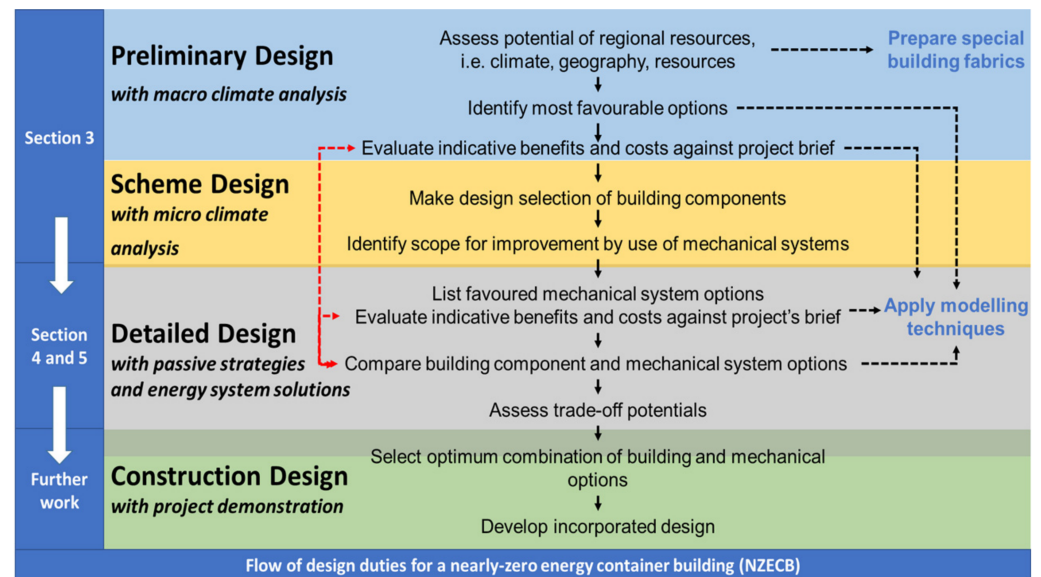 Section 3
Preliminary Design
with macro climate analysis
Assess potential of regional resources,
i.e. climate, geography, resources
Prepare special
building fabrics
Identify most favourable options
Evaluate indicative benefits and costs against project brief
Scheme Design
with micro climate
analysis
Make design selection of building components
Identify scope for improvement by use of mechanical systems
Section
4 and 5
Detailed Design
with passive strategies
and energy system solutions
List favoured mechanical system options
Evaluate indicative benefits and costs against project's brief
Apply modelling
techniques
Compare building component and mechanical system options
Assess trade-off potentials
Further
work
Construction Design
with project demonstration
Select optimum combination of building and mechanical
options
Develop incorporated design
Flow of design duties for a nearly-zero energy container building (NZECB)